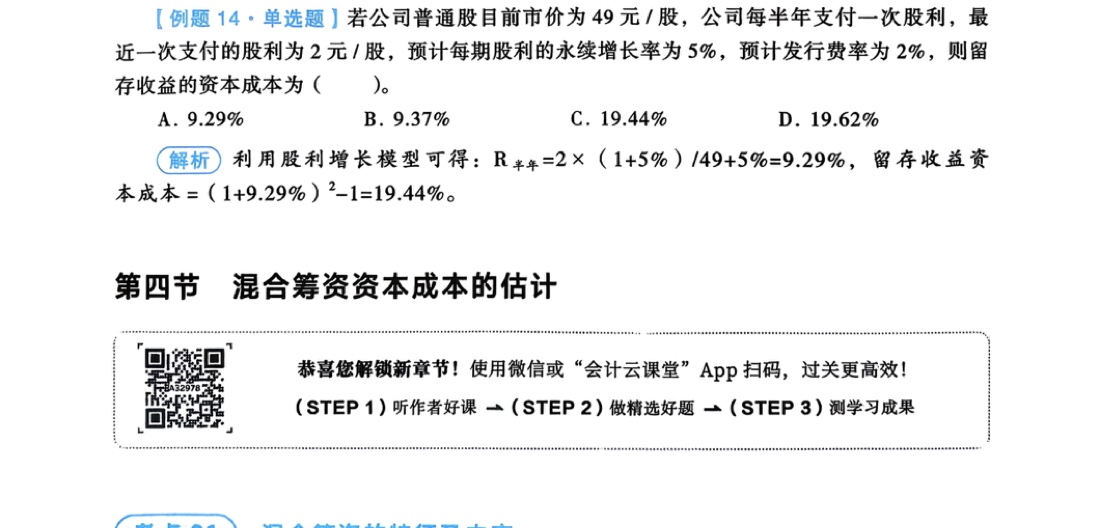 【例题 14·单选题】若公司普通股目前市价为 49 元 / 股，公司每半年支付一次股利，最
近一次支付的股利为 2 元 / 股，预计每期股利的永续增长率为 5%，预计发行费率为 2%，则留
存收益的资本成本为（　　）。
A. 9.29%　B. 9.37%　C. 19.44%　D. 19.62%
解析　利用股利增长模型可得：R半年=2×（1+5%）/49+5%=9.29%，留存收益资
本成本 =（1+9.29%）²−1=19.44%。
第四节　混合筹资资本成本的估计
恭喜您解锁新章节！使用微信或“会计云课堂”App 扫码，过关更高效！
（STEP 1）听作者好课 → （STEP 2）做精选好题 → （STEP 3）测学习成果